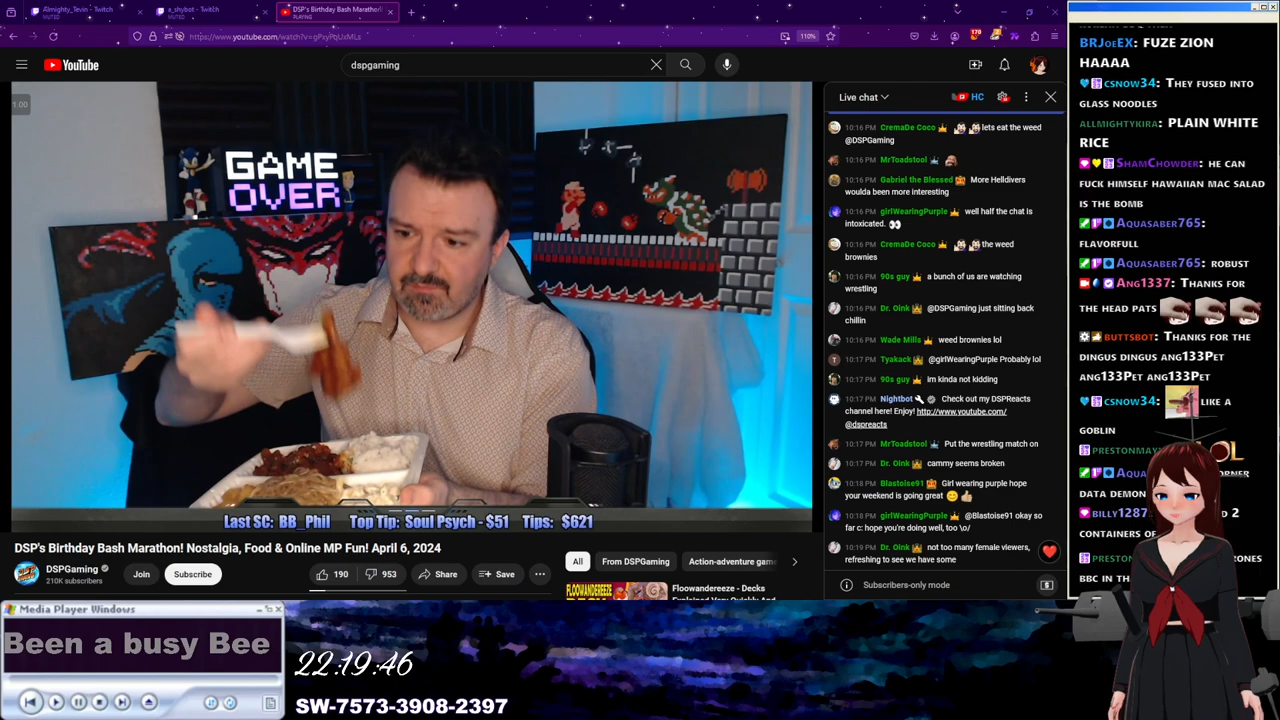 Almighty_Tevin - Twitch
MUTED
a_shybot - Twitch
MUTED
DSP's Birthday Bash Marathon!
PLAYING
https://www.youtube.com/watch?v=gPxyPtjUxMLs
110%
170
YouTube
dspgaming
1.00
GAME
OVER
Last SC: BB_Phil Top Tip: Soul Psych - $51 Tips: $621
DSP's Birthday Bash Marathon! Nostalgia, Food & Online MP Fun! April 6, 2024
DSPGaming
210K subscribers
Join
Subscribe
190
953
Share
Save
All
From DSPGaming
Action-adventure game
Floowandereeze - Decks
Explained Very Quickly And
Live chat
HC
10:16 PM CremaDe Coco lets eat the weed
@DSPGaming
10:16 PM MrToadstool
10:16 PM Gabriel the Blessed More Helldivers
woulda been more interesting
10:16 PM girlWearingPurple well half the chat is
intoxicated.
10:16 PM CremaDe Coco the weed
brownies
10:16 PM 90s guy a bunch of us are watching
wrestling
10:16 PM Dr. Oink @DSPGaming just sitting back
chillin
10:16 PM Wade Mills weed brownies lol
10:17 PM Tyakack @girlWearingPurple Probably lol
10:17 PM 90s guy im kinda not kidding
10:17 PM Nightbot Check out my DSPReacts
channel here! Enjoy! http://www.youtube.com/
@dspreacts
10:17 PM MrToadstool Put the wrestling match on
10:17 PM Dr. Oink cammy seems broken
10:18 PM Blastoise91 Girl wearing purple hope
your weekend is going great
10:18 PM girlWearingPurple @Blastoise91 okay so
far c: hope you're doing well, too \o/
10:19 PM Dr. Oink not too many female viewers,
refreshing to see we have some
Subscribers-only mode
BRJoeEX: FUZE ZION
HAAAA
csnow34: They fused into
glass noodles
allmightykira: PLAIN WHITE
RICE
ShamChowder: he can
fuck himself hawaiian mac salad
is the bomb
Aquasaber765:
flavorfull
Aquasaber765: robust
Ang1337: Thanks for
the head pats
buttsbot: Thanks for the
dingus dingus ang133Pet
ang133Pet ang133Pet
csnow34: like a
goblin
data demon
Billy1287
containers of
Media Player Windows
Been a busy Bee
22:19:46
SW-7573-3908-2397